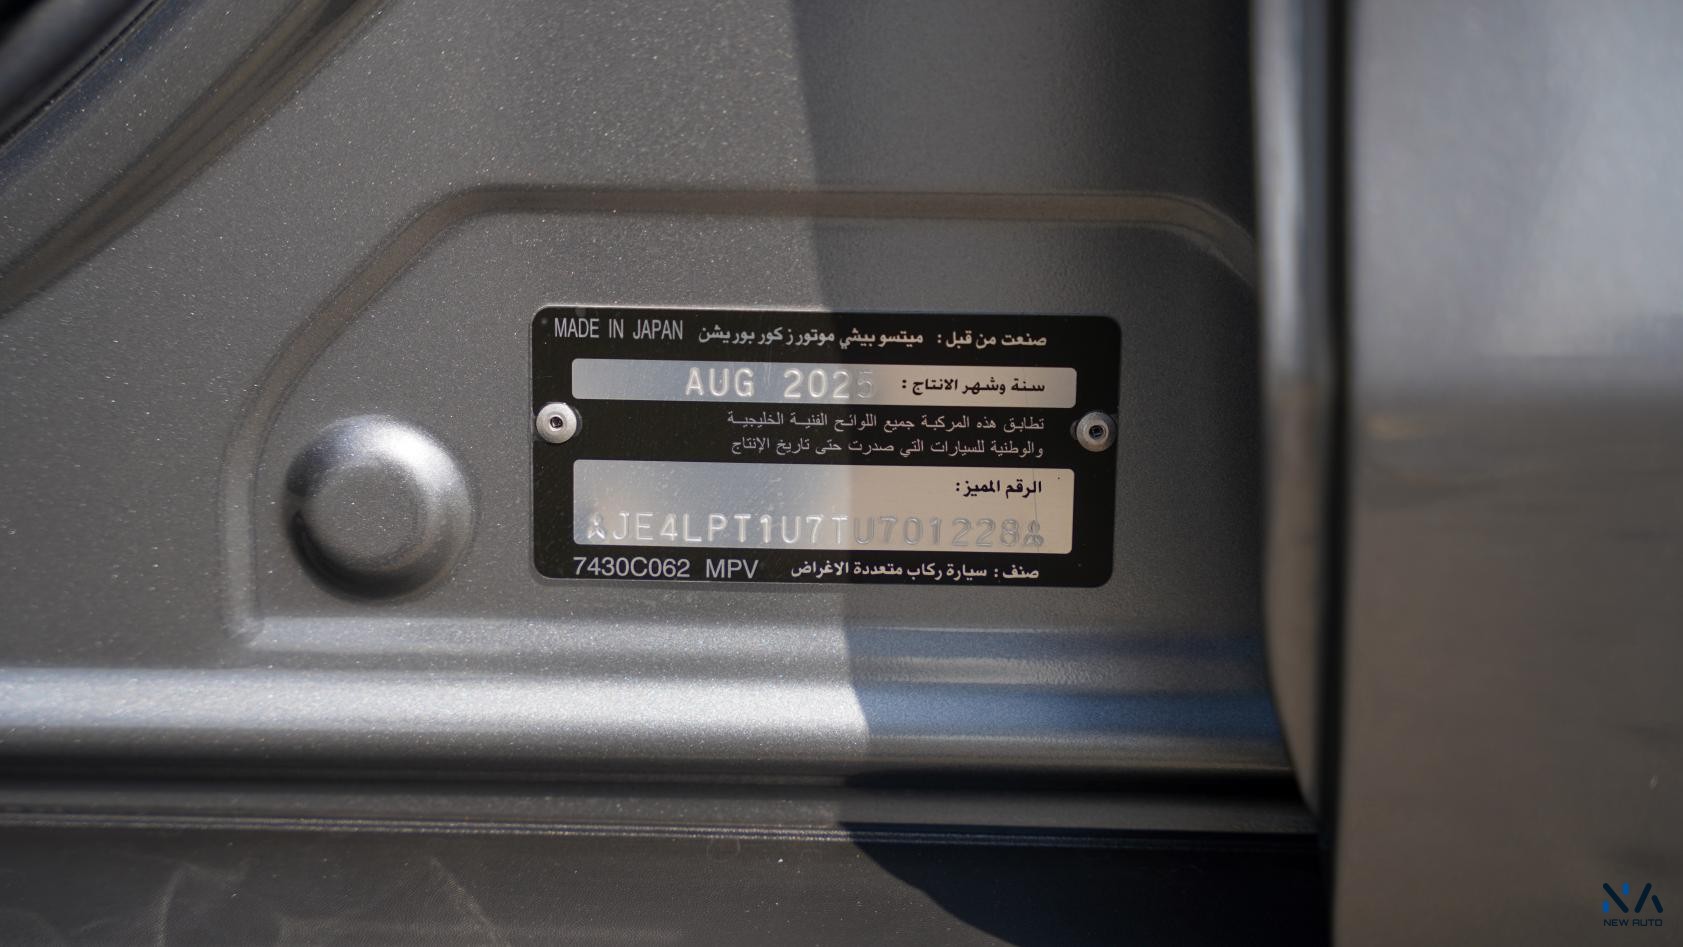 صنعت من قبل: ميتسوبيشي موتورز كوربوريشن MADE IN JAPAN
سنة وشهر الانتاج: AUG 2025
تطابق هذه المركبة جميع اللوائح الفنية الخليجية
والوطنية للسيارات التي صدرت حتى تاريخ الإنتاج
الرقم المميز:
JE4LPT1U7TU701228
صنف: سيارة ركاب متعددة الاغراض 7430C062 MPV
NEW AUTO